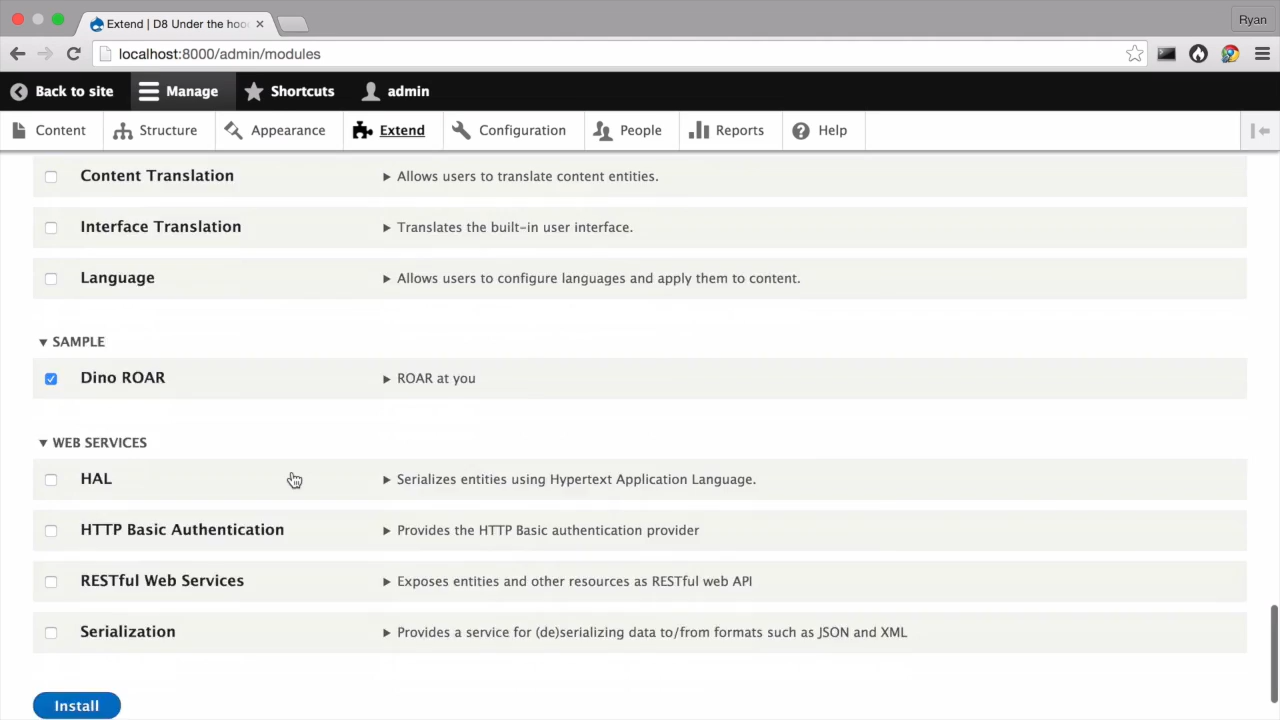 Extend | D8 Under the hoo
Ryan
localhost:8000/admin/modules
Back to site Manage Shortcuts admin
Content Structure Appearance Extend Configuration People Reports Help
Content Translation Allows users to translate content entities.
Interface Translation Translates the built-in user interface.
Language Allows users to configure languages and apply them to content.
SAMPLE
Dino ROAR ROAR at you
WEB SERVICES
HAL Serializes entities using Hypertext Application Language.
HTTP Basic Authentication Provides the HTTP Basic authentication provider
RESTful Web Services Exposes entities and other resources as RESTful web API
Serialization Provides a service for (de)serializing data to/from formats such as JSON and XML
Install